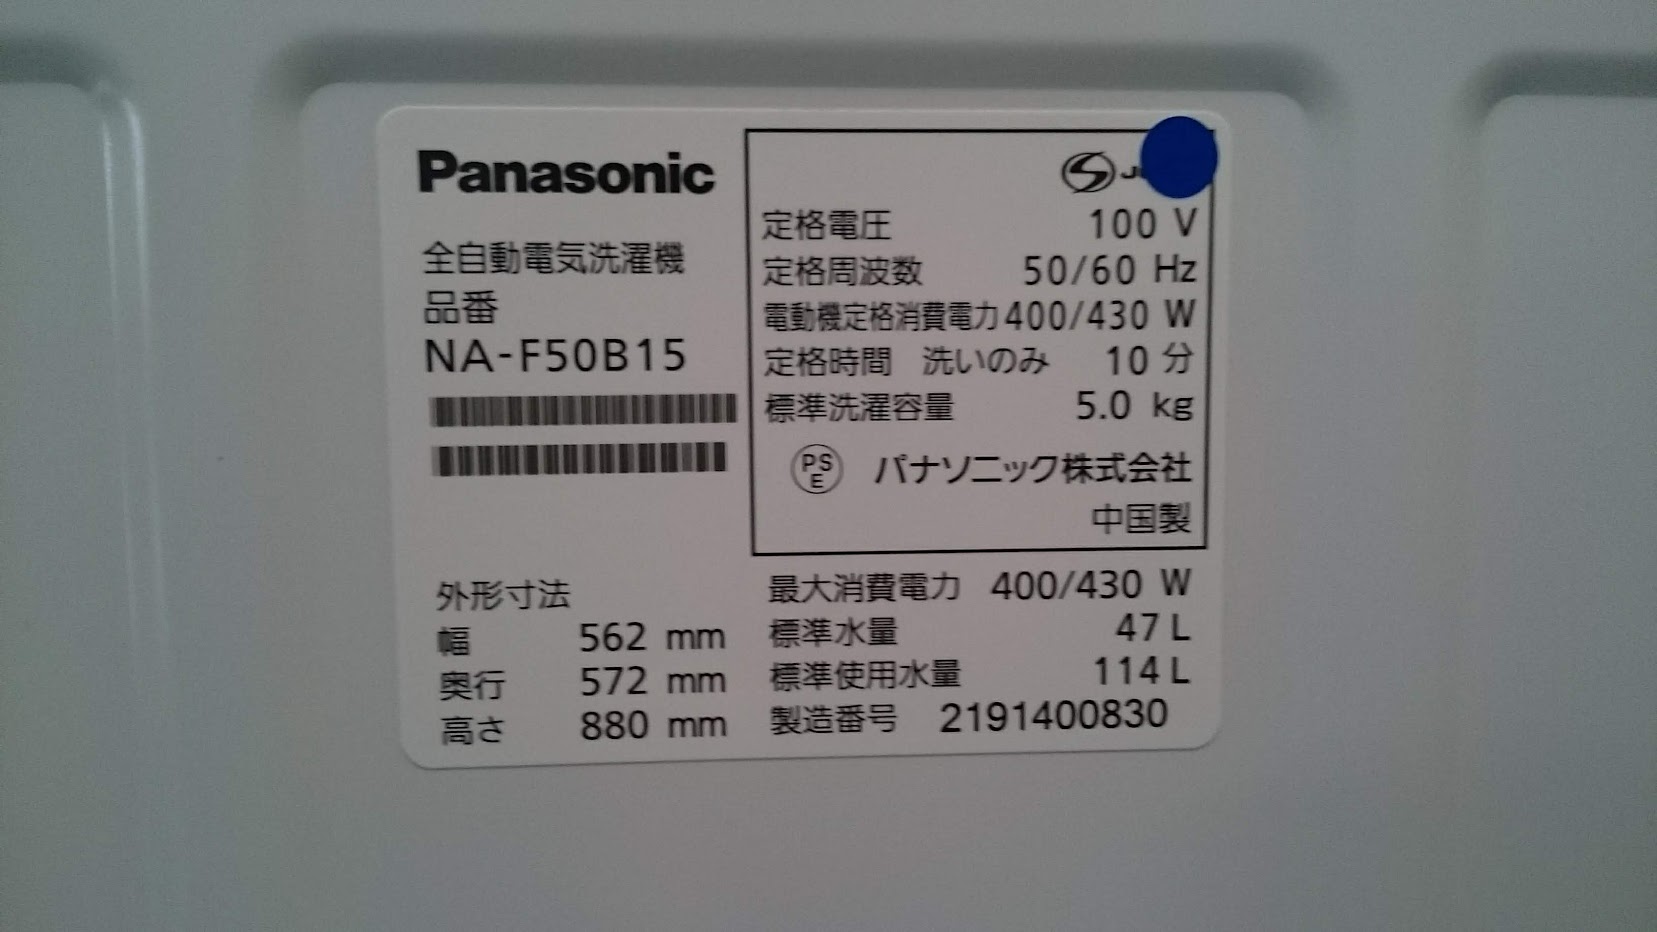 Panasonic
全自動電気洗濯機
品番
NA-F50B15
定格電圧 100 V
定格周波数 50/60 Hz
電動機定格消費電力 400/430 W
定格時間 洗いのみ 10 分
標準洗濯容量 5.0 kg
PS
E
パナソニック株式会社
中国製
外形寸法
幅 562 mm
奥行 572 mm
高さ 880 mm
最大消費電力 400/430 W
標準水量 47 L
標準使用水量 114 L
製造番号 2191400830